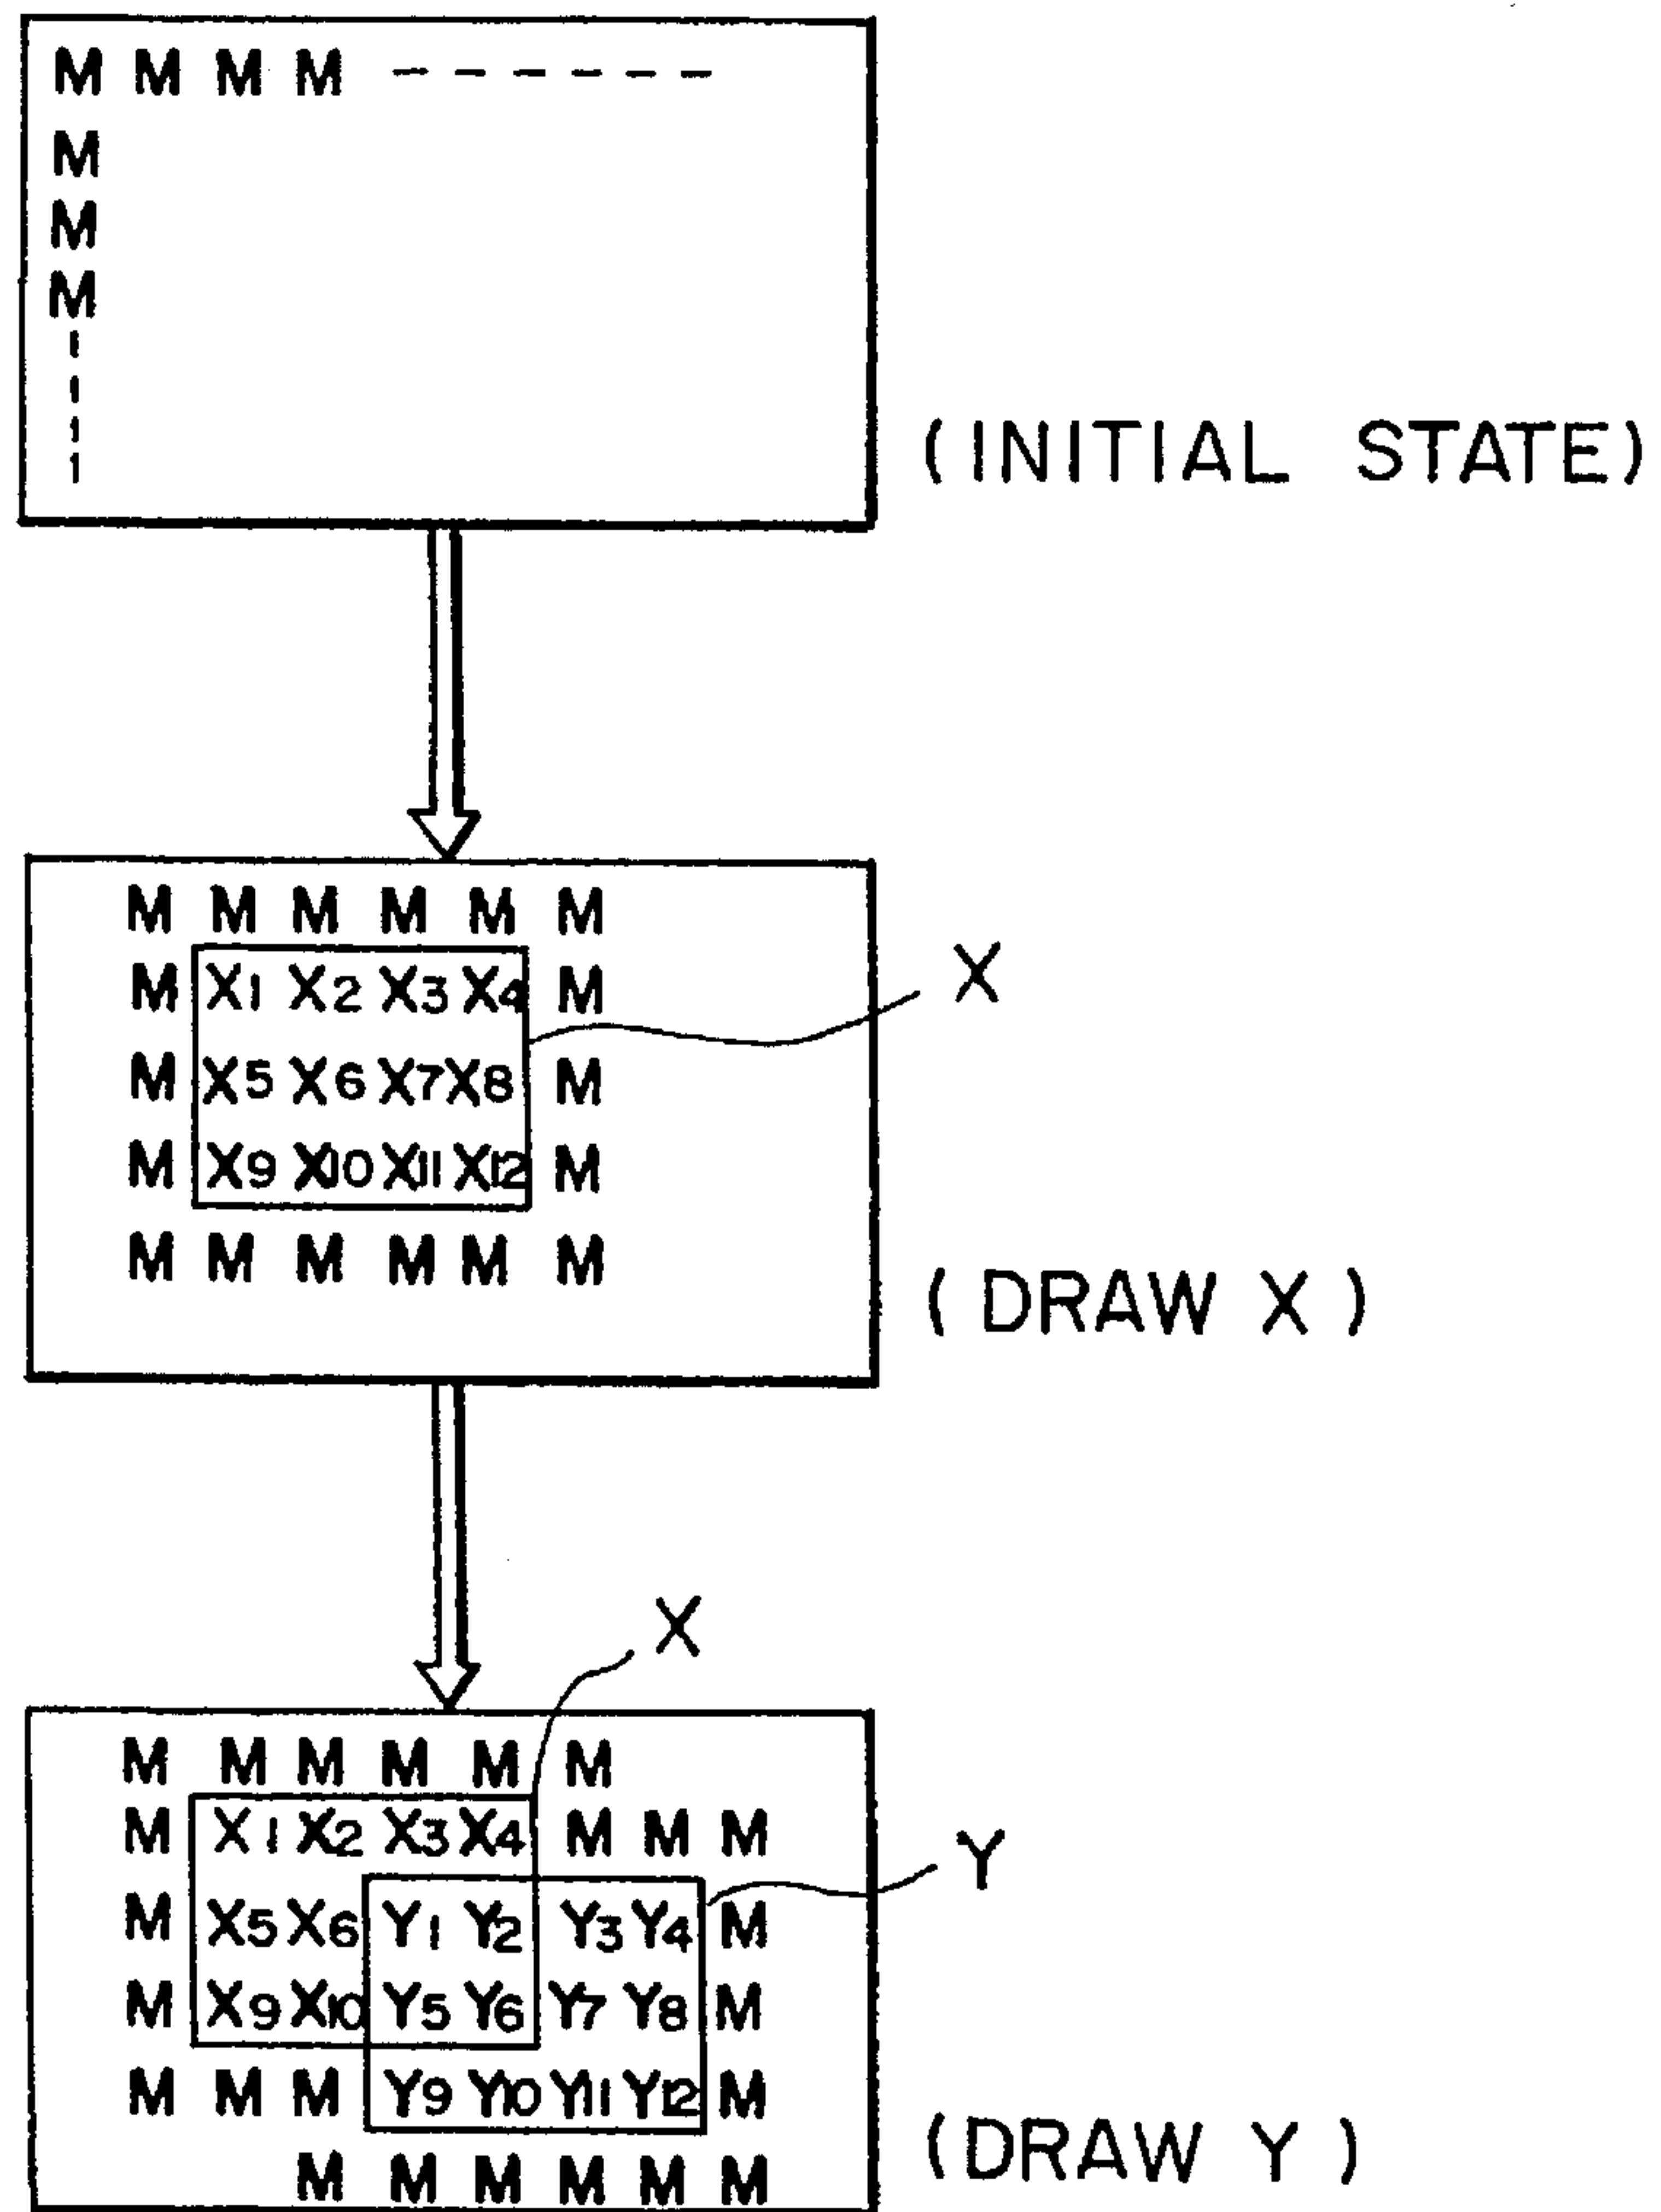 M M M M
M
M
M
(INITIAL STATE)
M M M M M M
M X1 X2 X3 X4 M
X
M X5 X6 X7 X8 M
M X9 X10 X11 X12 M
M M M M M M
(DRAW X)
X
M M M M M M
M X1 X2 X3 X4 M M M
Y
M X5 X6 Y1 Y2 Y3 Y4 M
M X9 X10 Y5 Y6 Y7 Y8 M
M M M Y9 Y10 Y11 Y12 M
M M M M M M
(DRAW Y)